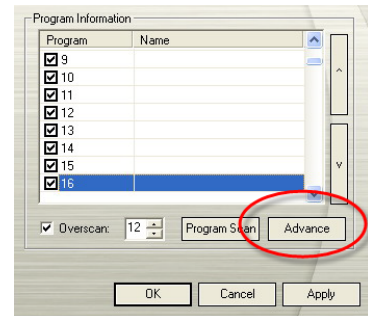 Program Information
Program Name
9
10
11
12
13
14
15
16
^
v
Overscan: 12 Program Scan Advance
OK Cancel Apply